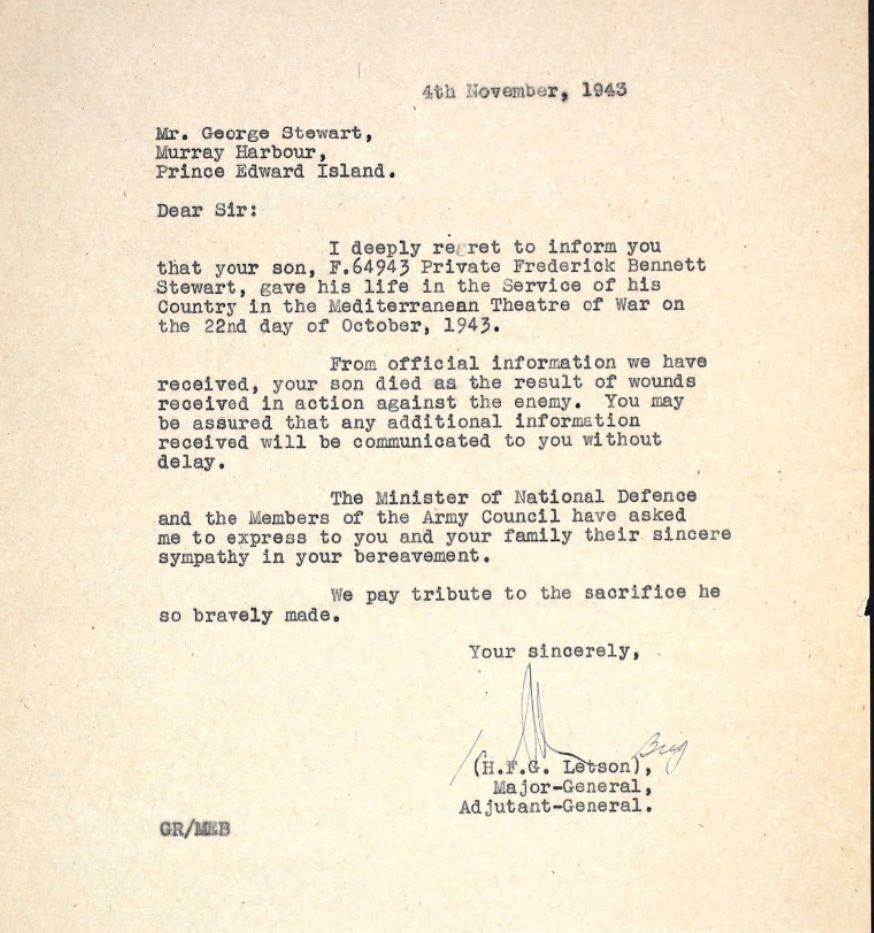 4th November, 1943
Mr. George Stewart,
Murray Harbour,
Prince Edward Island.
Dear Sir:
I deeply regret to inform you
that your son, F.64943 Private Frederick Bennett
Stewart, gave his life in the Service of his
Country in the Mediterranean Theatre of War on
the 22nd day of October, 1943.
From official information we have
received, your son died as the result of wounds
received in action against the enemy. You may
be assured that any additional information
received will be communicated to you without
delay.
The Minister of National Defence
and the Members of the Army Council have asked
me to express to you and your family their sincere
sympathy in your bereavement.
We pay tribute to the sacrifice he
so bravely made.
Your sincerely,
Brig
(H.F.G. Letson),
Major-General,
Adjutant-General.
GR/MEB